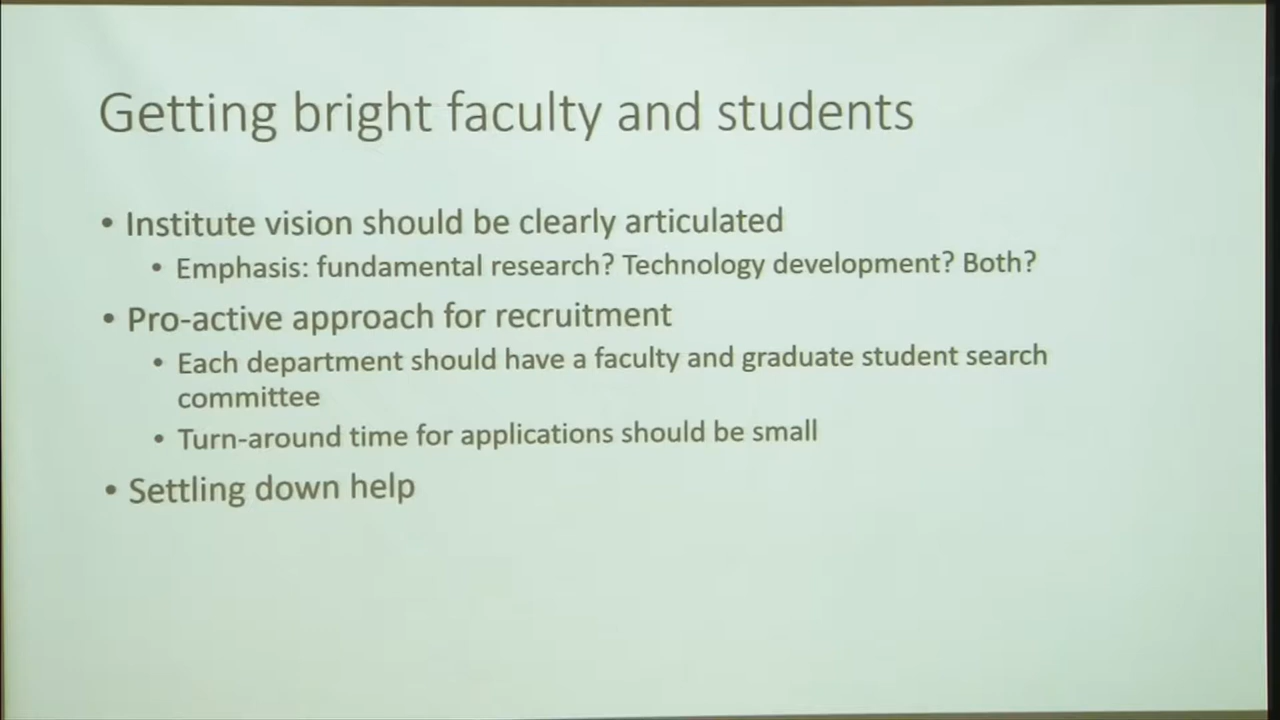 Getting bright faculty and students
• Institute vision should be clearly articulated
• Emphasis: fundamental research? Technology development? Both?
• Pro-active approach for recruitment
• Each department should have a faculty and graduate student search
committee
• Turn-around time for applications should be small
• Settling down help